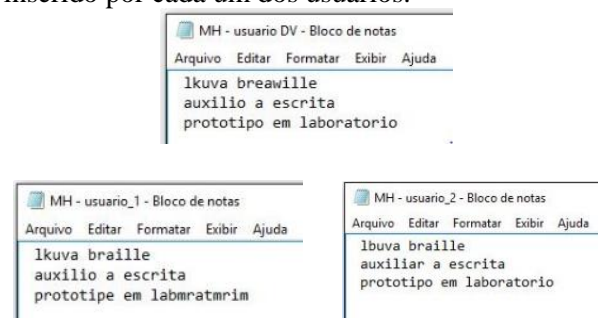 inserido por cada um dos usuários.
MH - usuario DV - Bloco de notas
Arquivo Editar Formatar Exibir Ajuda
lkuva breawille
auxilio a escrita
prototipo em laboratorio
MH - usuario_1 - Bloco de notas
Arquivo Editar Formatar Exibir Ajuda
lkuva braille
auxilio a escrita
prototipe em labmratmrim
MH - usuario_2 - Bloco de notas
Arquivo Editar Formatar Exibir Ajuda
lbuva braille
auxiliar a escrita
prototipo em laboratorio